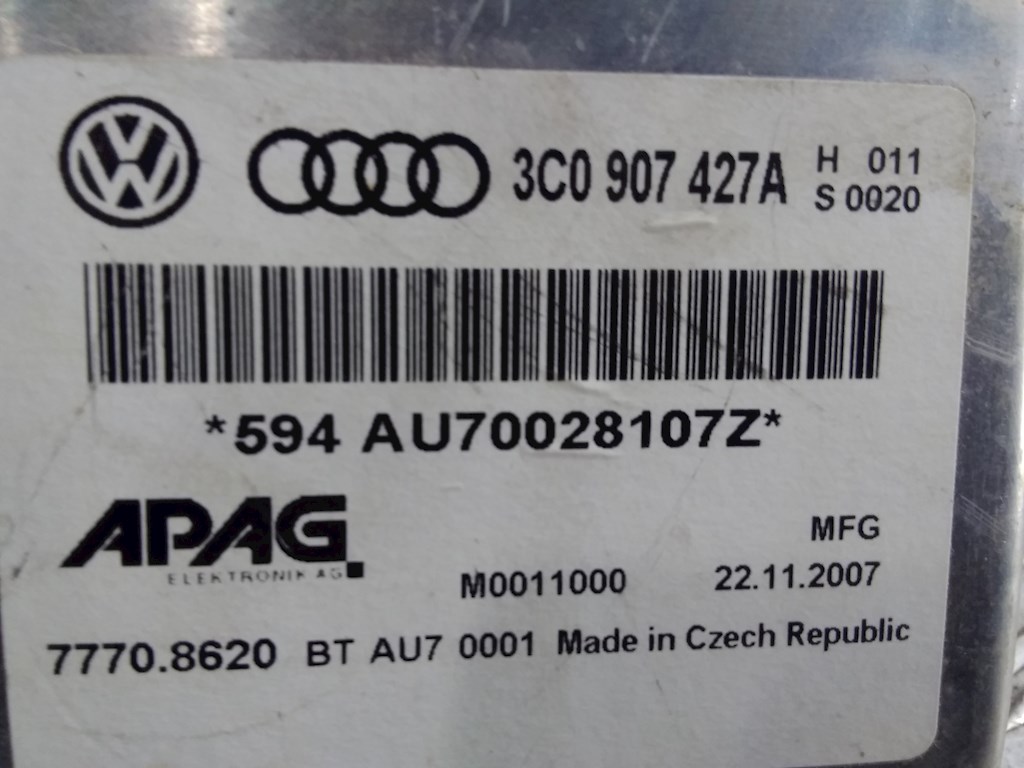 3C0 907 427A H 011
S 0020
*594 AU70028107Z*
APAG
ELEKTRONIK AG
MFG
M0011000 22.11.2007
7770.8620 BT AU7 0001 Made in Czech Republic